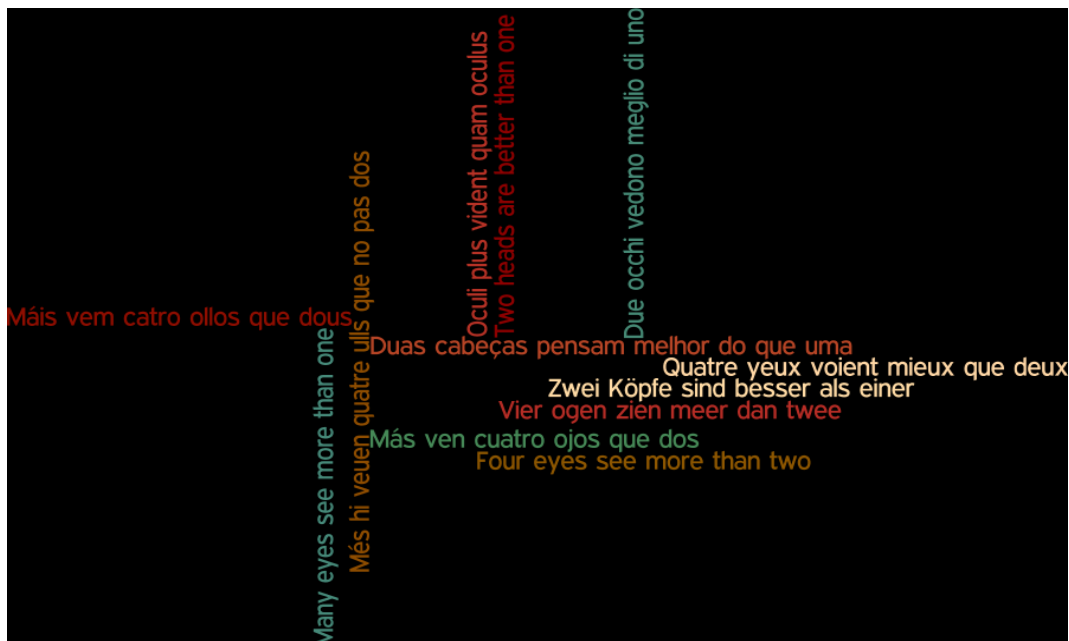 Oculi plus vident quam oculus
Two heads are better than one
Due occhi vedono meglio di uno
Més hi veuen quatre ulls que no pas dos
Máis vem catro ollos que dous
Many eyes see more than one
Duas cabeças pensam melhor do que uma
Quatre yeux voient mieux que deux
Zwei Köpfe sind besser als einer
Vier ogen zien meer dan twee
Más ven cuatro ojos que dos
Four eyes see more than two